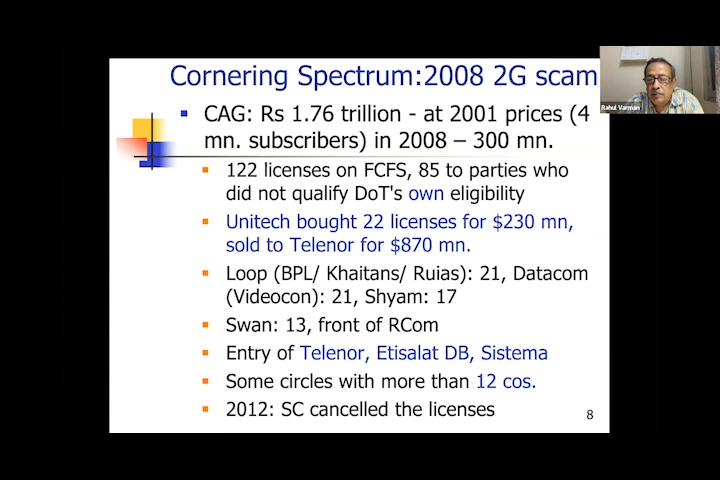 Cornering Spectrum:2008 2G scam
CAG: Rs 1.76 trillion - at 2001 prices (4
mn. subscribers) in 2008 – 300 mn.
122 licenses on FCFS, 85 to parties who
did not qualify DoT's own eligibility
Unitech bought 22 licenses for $230 mn,
sold to Telenor for $870 mn.
Loop (BPL/ Khaitans/ Ruias): 21, Datacom
(Videocon): 21, Shyam: 17
Swan: 13, front of RCom
Entry of Telenor, Etisalat DB, Sistema
Some circles with more than 12 cos.
2012: SC cancelled the licenses
8
Rahul Varman